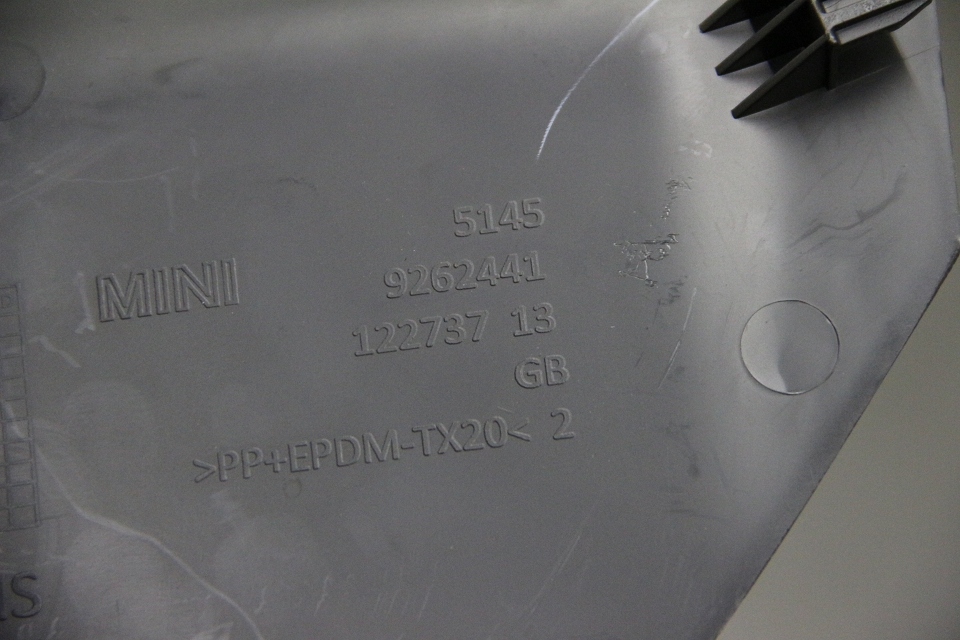 5145
MINI 9262441
122737 13
GB
>PP+EPDM-TX20< 2